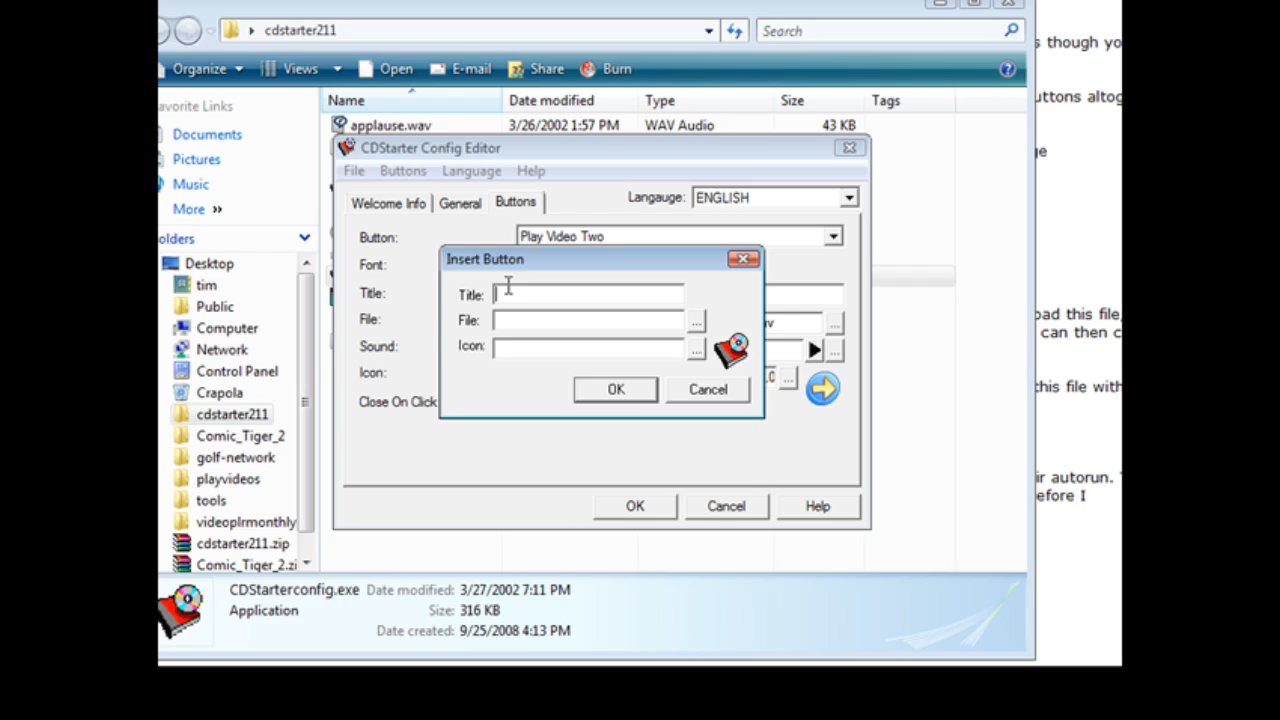 cdstarter211
Search
Organize
Views
Open
E-mail
Share
Burn
avorite Links
Documents
Pictures
Music
More
olders
Desktop
tim
Public
Computer
Network
Control Panel
Crapola
cdstarter211
Comic_Tiger_2
golf-network
playvideos
tools
videoplrmonthly
cdstarter211.zip
Comic_Tiger_2.zi
Name Date modified Type Size Tags
applause.wav 3/26/2002 1:57 PM WAV Audio 43 KB
CDStarter Config Editor
File Buttons Language Help
Welcome Info General Buttons
Langauge: ENGLISH
Button: Play Video Two
Font:
Title:
File:
Sound:
Icon:
Close On Click
Insert Button
Title:
File: ...
Icon: ...
OK Cancel
OK Cancel Help
CDStarterconfig.exe Date modified: 3/27/2002 7:11 PM
Application Size: 316 KB
Date created: 9/25/2008 4:13 PM
s though yo
uttons altog
ge
oad this file,
can then c
this file with
ir autorun.
efore I